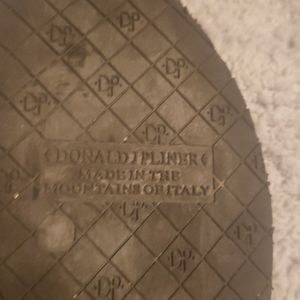 DONALD J PLINER
MADE IN THE
MOUNTAINS OF ITALY